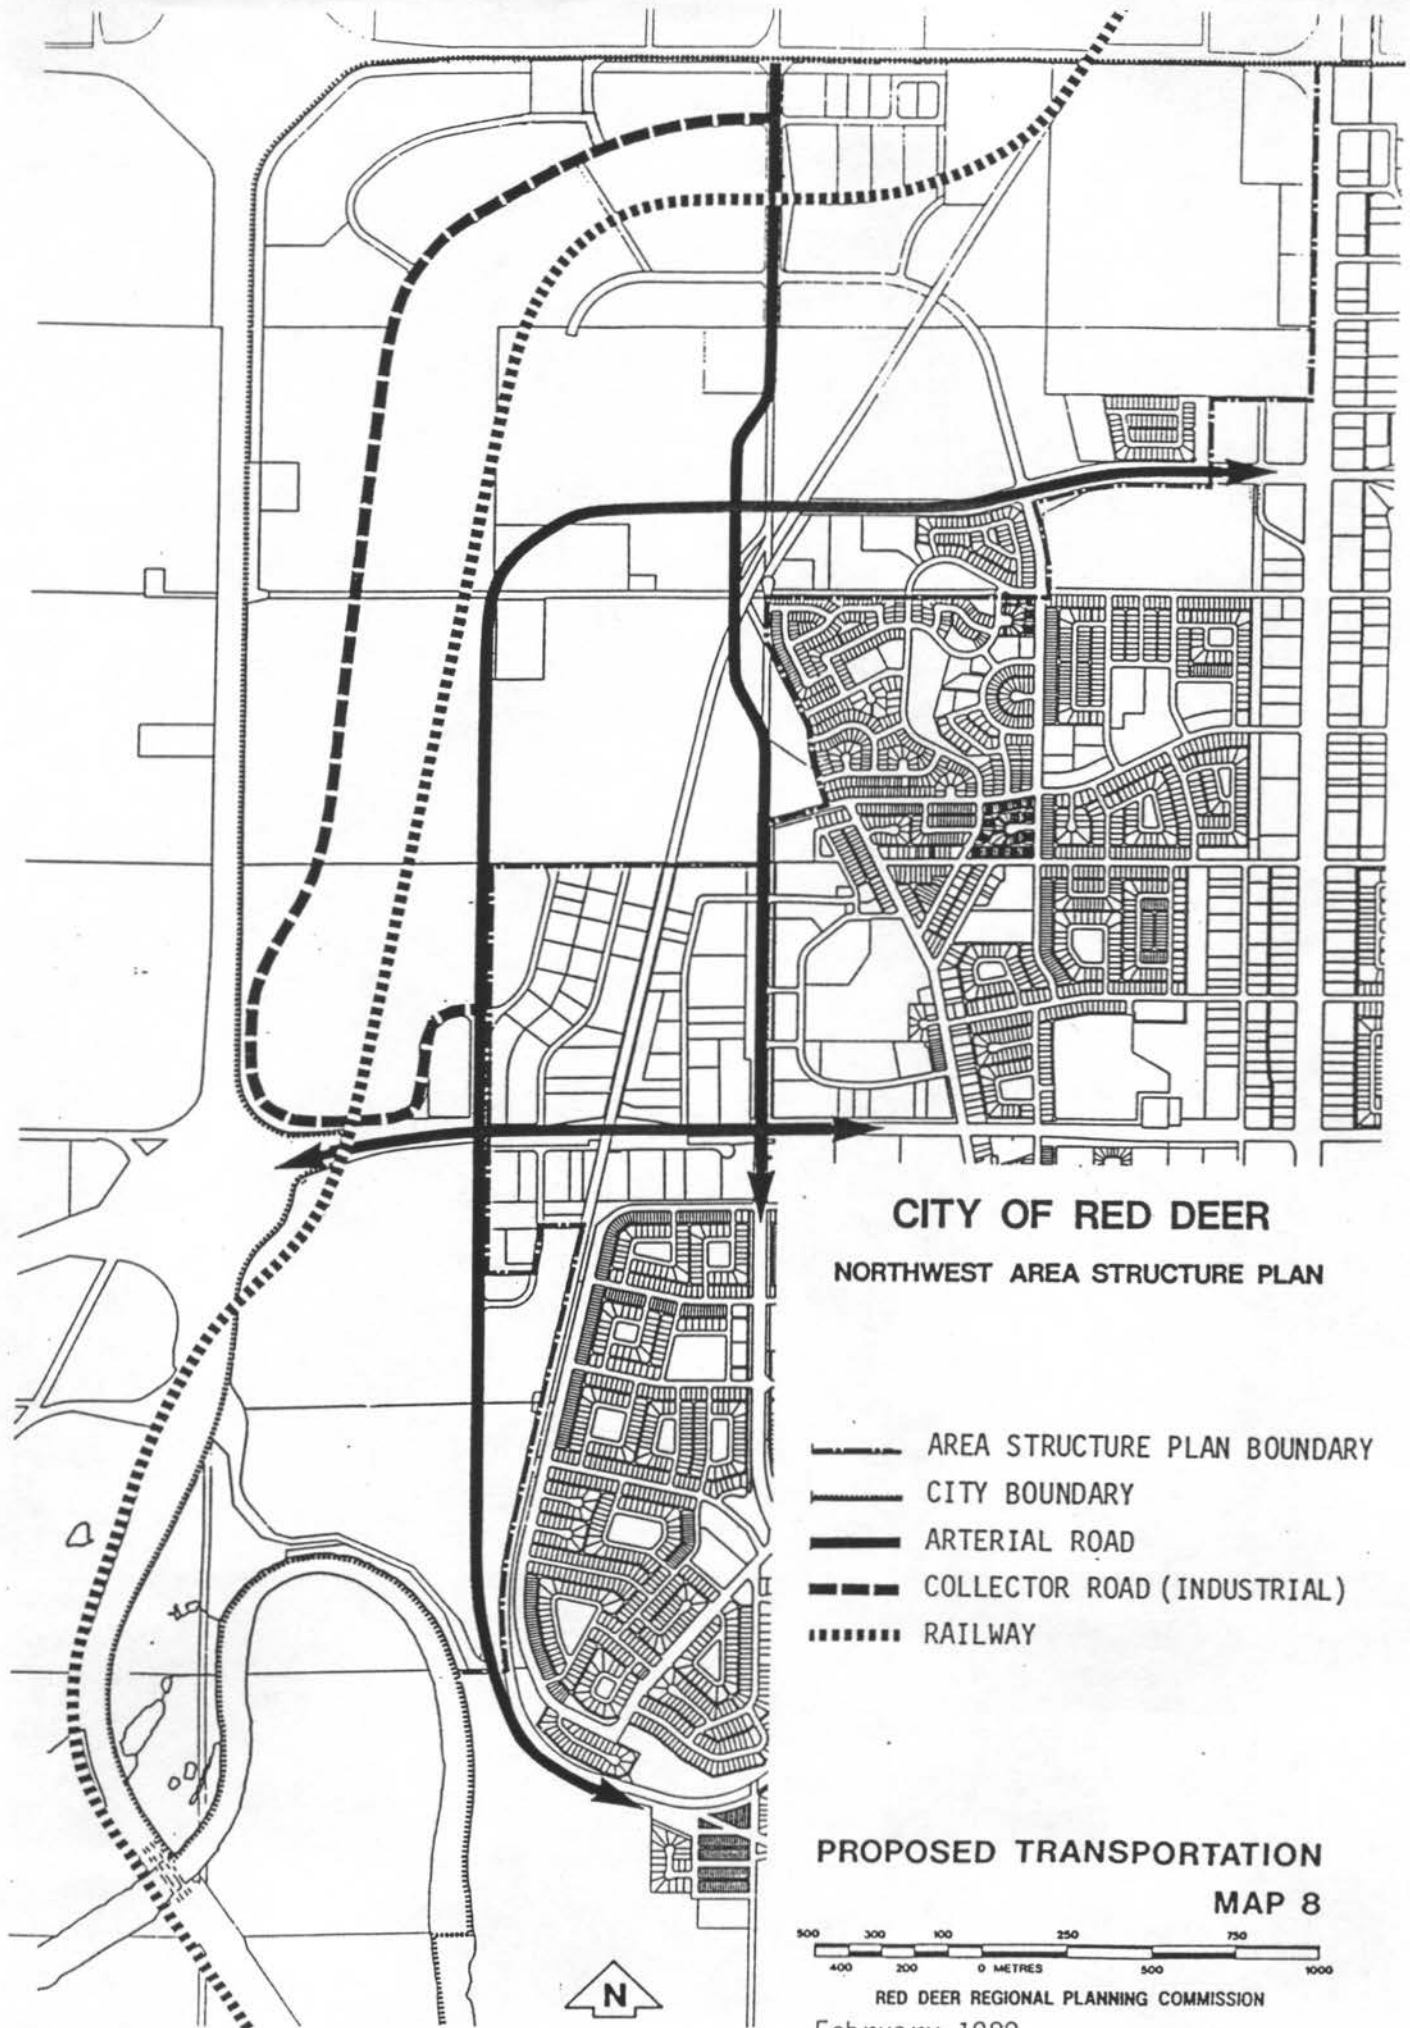 CITY OF RED DEER
NORTHWEST AREA STRUCTURE PLAN
AREA STRUCTURE PLAN BOUNDARY
CITY BOUNDARY
ARTERIAL ROAD
COLLECTOR ROAD (INDUSTRIAL)
RAILWAY
PROPOSED TRANSPORTATION
MAP 8
500 300 100 250 750
400 200 0 METRES 500 1000
N
RED DEER REGIONAL PLANNING COMMISSION